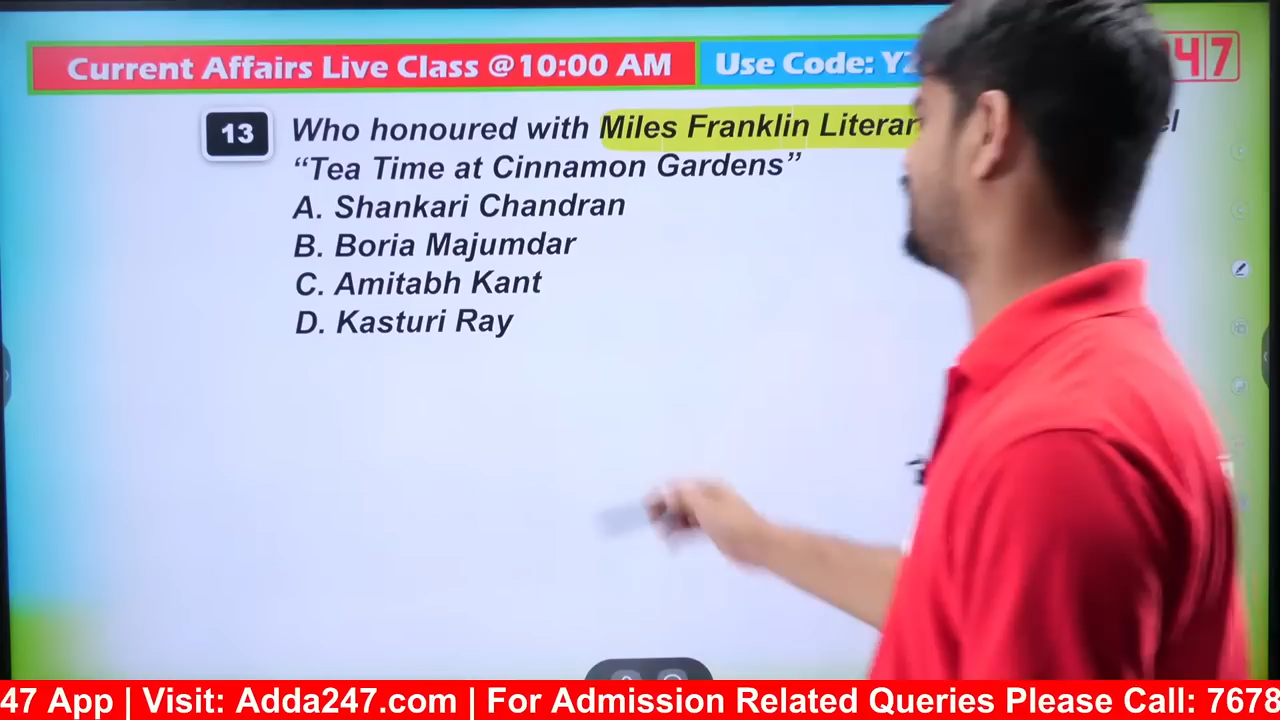 Current Affairs Live Class @10:00 AM
Use Code:
47
13
Who honoured with Miles Franklin
“Tea Time at Cinnamon Gardens”
A. Shankari Chandran
B. Boria Majumdar
C. Amitabh Kant
D. Kasturi Ray
47 App | Visit: Adda247.com | For Admission Related Queries Please Call: 7678